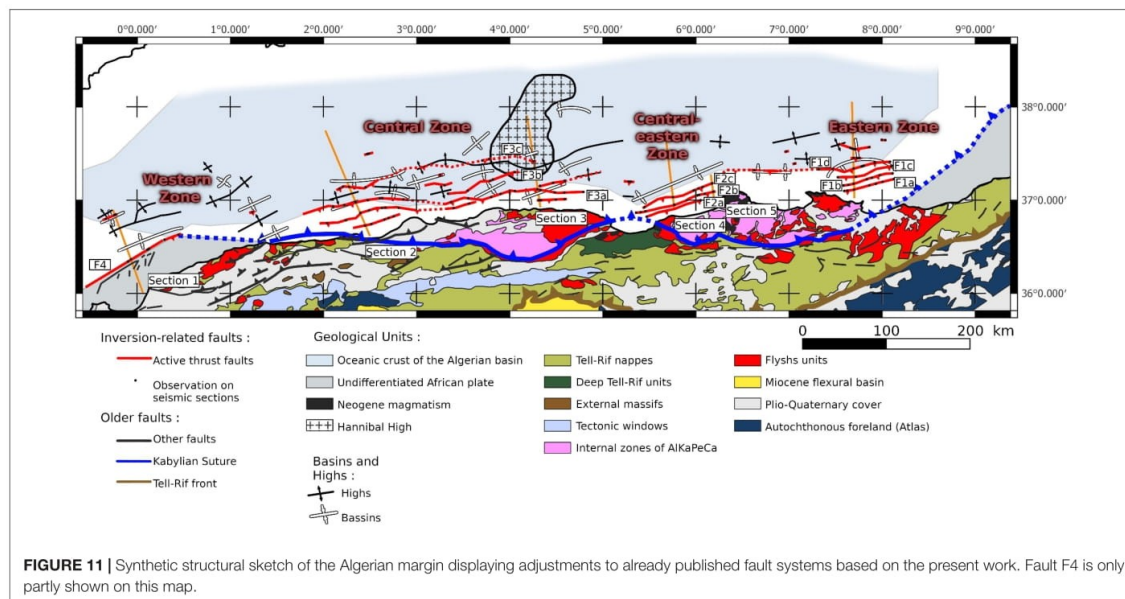 0°0.000' 1°0.000' 2°0.000' 3°0.000' 4°0.000' 5°0.000' 6°0.000' 7°0.000' 8°0.000' 9°0.000'
38°0.000'
37°0.000'
36°0.000'
Western
Zone
Central Zone
Central-
eastern
Zone
Eastern Zone
F3c
F3b
F3a
F2c
F2b
F2a
F1d
F1c
F1b
F1a
F4
Section 1
Section 2
Section 3
Section 4
Section 5
0 100 200 km
Inversion-related faults :
Active thrust faults
Observation on
seismic sections
Older faults :
Other faults
Kabylian Suture
Tell-Rif front
Geological Units :
Oceanic crust of the Algerian basin
Undifferentiated African plate
Neogene magmatism
Hannibal High
Basins and
Highs :
Highs
Bassins
Tell-Rif nappes
Deep Tell-Rif units
External massifs
Tectonic windows
Internal zones of AlKaPeCa
Flyshs units
Miocene flexural basin
Plio-Quaternary cover
Autochthonous foreland (Atlas)
FIGURE 11 | Synthetic structural sketch of the Algerian margin displaying adjustments to already published fault systems based on the present work. Fault F4 is only
partly shown on this map.